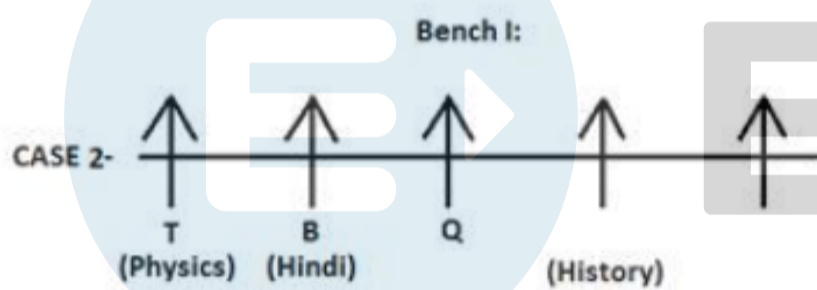 Bench I:
CASE 2-
T B Q
(Physics) (Hindi) (History)